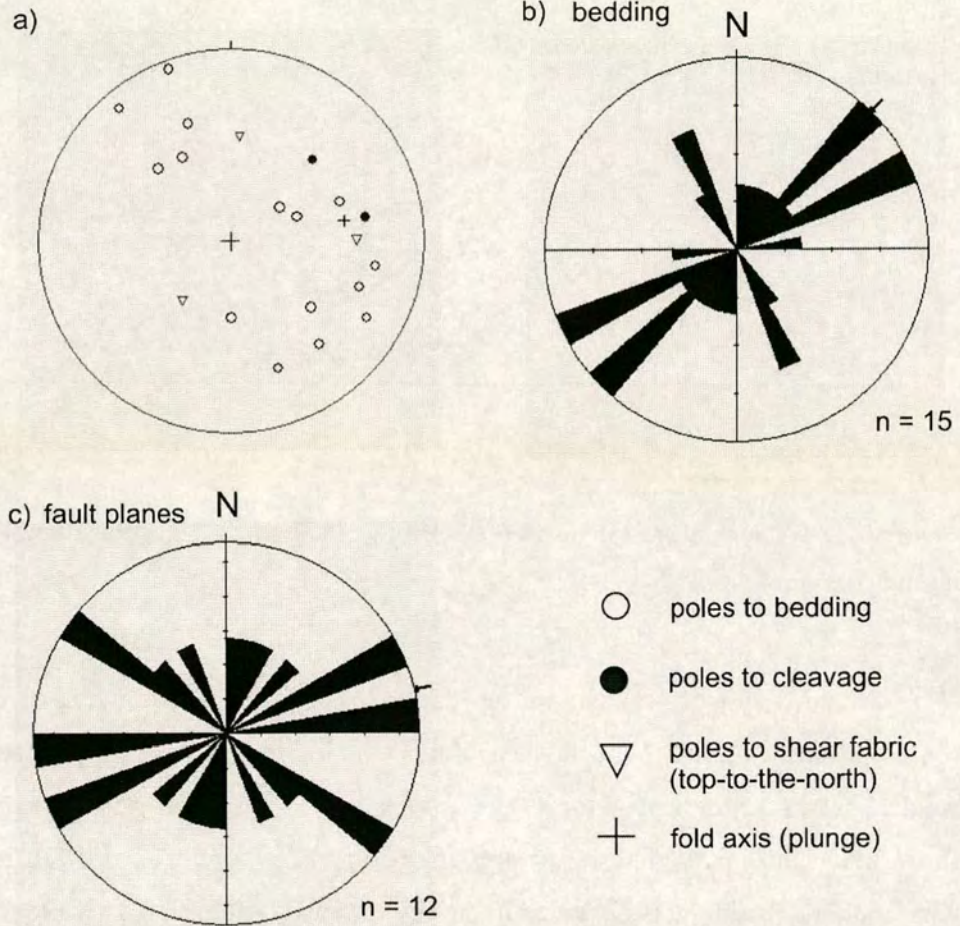 a)
b) bedding
N
n = 15
c) fault planes
N
n = 12
poles to bedding
poles to cleavage
poles to shear fabric
(top-to-the-north)
fold axis (plunge)